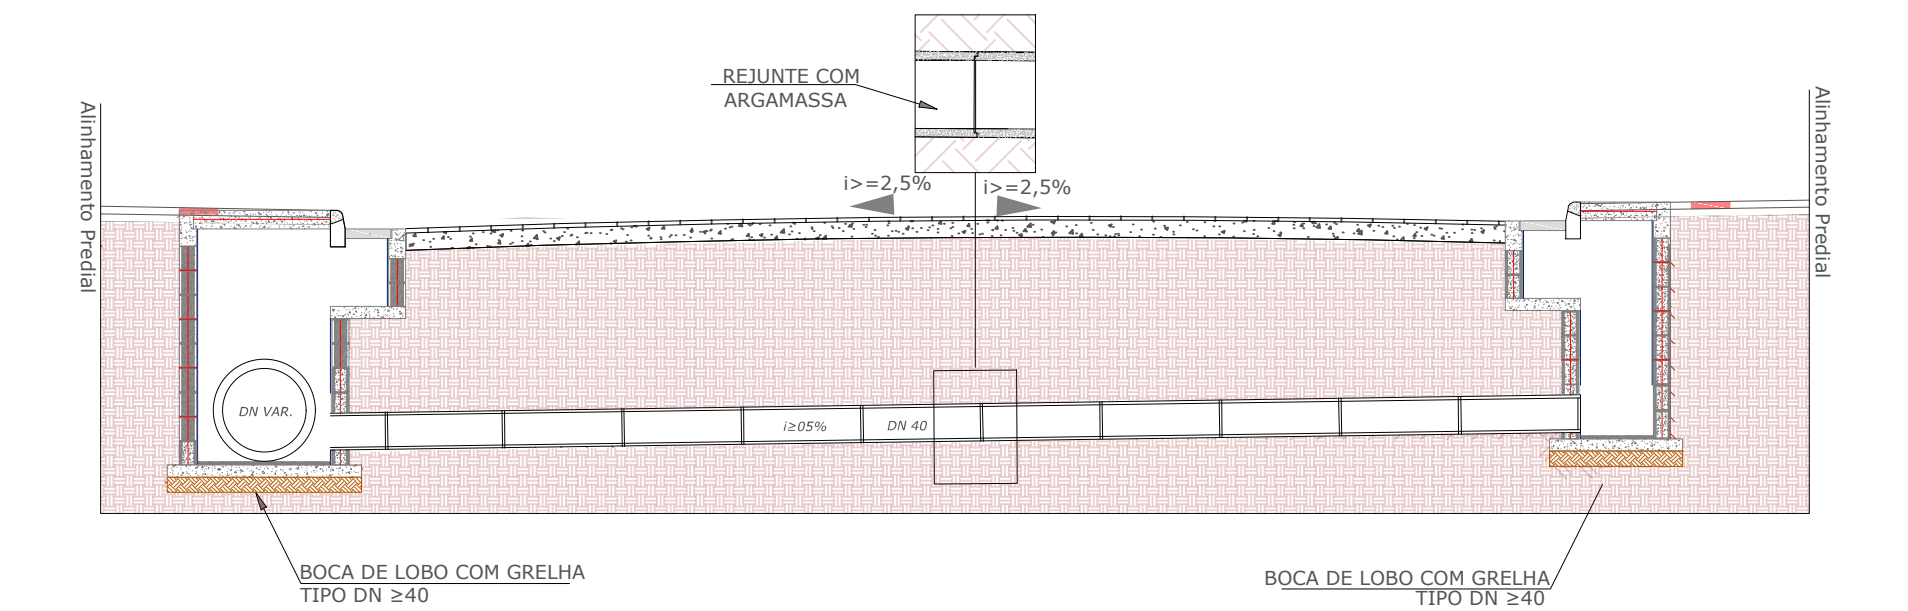 REJUNTE COM
ARGAMASSA
Alinhamento Predial
Alinhamento Predial
i>=2,5%
i>=2,5%
DN VAR.
i≥05%
DN 40
BOCA DE LOBO COM GRELHA
TIPO DN ≥40
BOCA DE LOBO COM GRELHA
TIPO DN ≥40